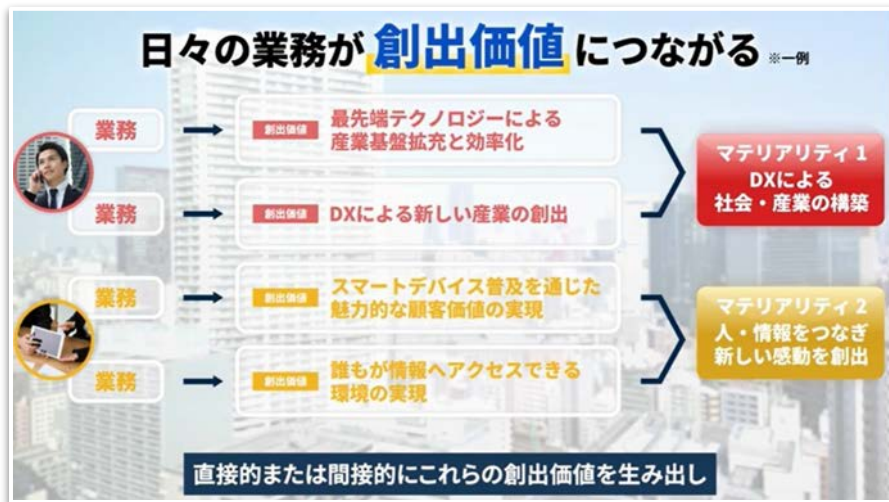 日々の業務が創出価値につながる ※一例
業務
創出価値
最先端テクノロジーによる
産業基盤拡充と効率化
業務
創出価値
DXによる新しい産業の創出
マテリアリティ1
DXによる
社会・産業の構築
業務
創出価値
スマートデバイス普及を通じた
魅力的な顧客価値の実現
業務
創出価値
誰もが情報へアクセスできる
環境の実現
マテリアリティ2
人・情報をつなぎ
新しい感動を創出
直接的または間接的にこれらの創出価値を生み出し